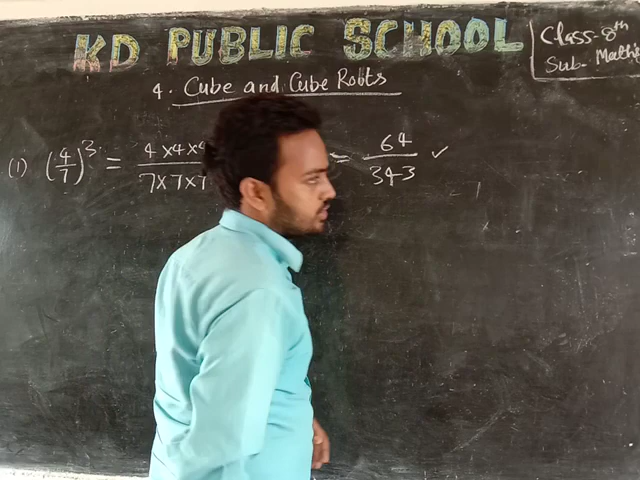 KD PUBLIC SCHOOL
Class-8th
Sub- Maths
4. Cube and Cube Roots
(1) (4/7)³ = 4×4×4/7×7×7 = 64/343 ✓